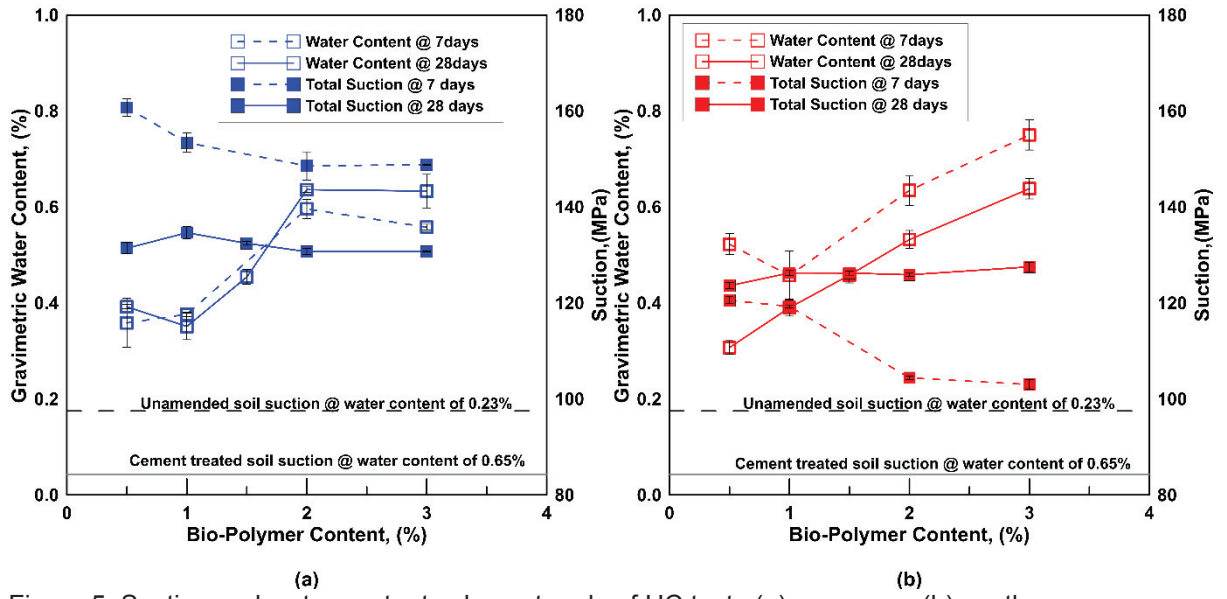 1.0
0.8
0.6
0.4
0.2
0.0
Gravimetric Water Content, (%)
Water Content @ 7days
Water Content @ 28days
Total Suction @ 7 days
Total Suction @ 28 days
Unamended soil suction @ water content of 0.23%
Cement treated soil suction @ water content of 0.65%
180
160
140
120
100
80
Suction,(MPa)
0 1 2 3 4
Bio-Polymer Content, (%)
(a)
1.0
0.8
0.6
0.4
0.2
0.0
Gravimetric Water Content, (%)
Water Content @ 7days
Water Content @ 28days
Total Suction @ 7 days
Total Suction @ 28 days
Unamended soil suction @ water content of 0.23%
Cement treated soil suction @ water content of 0.65%
180
160
140
120
100
80
Suction,(MPa)
0 1 2 3 4
Bio-Polymer Content, (%)
(b)